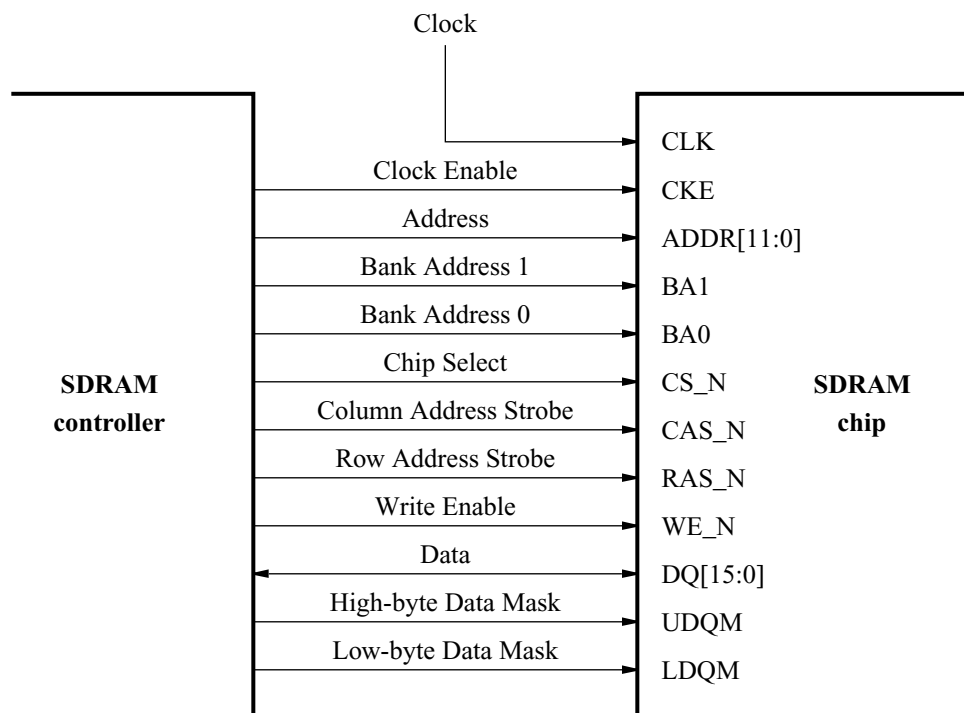 Clock
CLK
Clock Enable
CKE
Address
ADDR[11:0]
Bank Address 1
BA1
Bank Address 0
BA0
Chip Select
CS_N
SDRAM
controller
SDRAM
chip
Column Address Strobe
CAS_N
Row Address Strobe
RAS_N
Write Enable
WE_N
Data
DQ[15:0]
High-byte Data Mask
UDQM
Low-byte Data Mask
LDQM